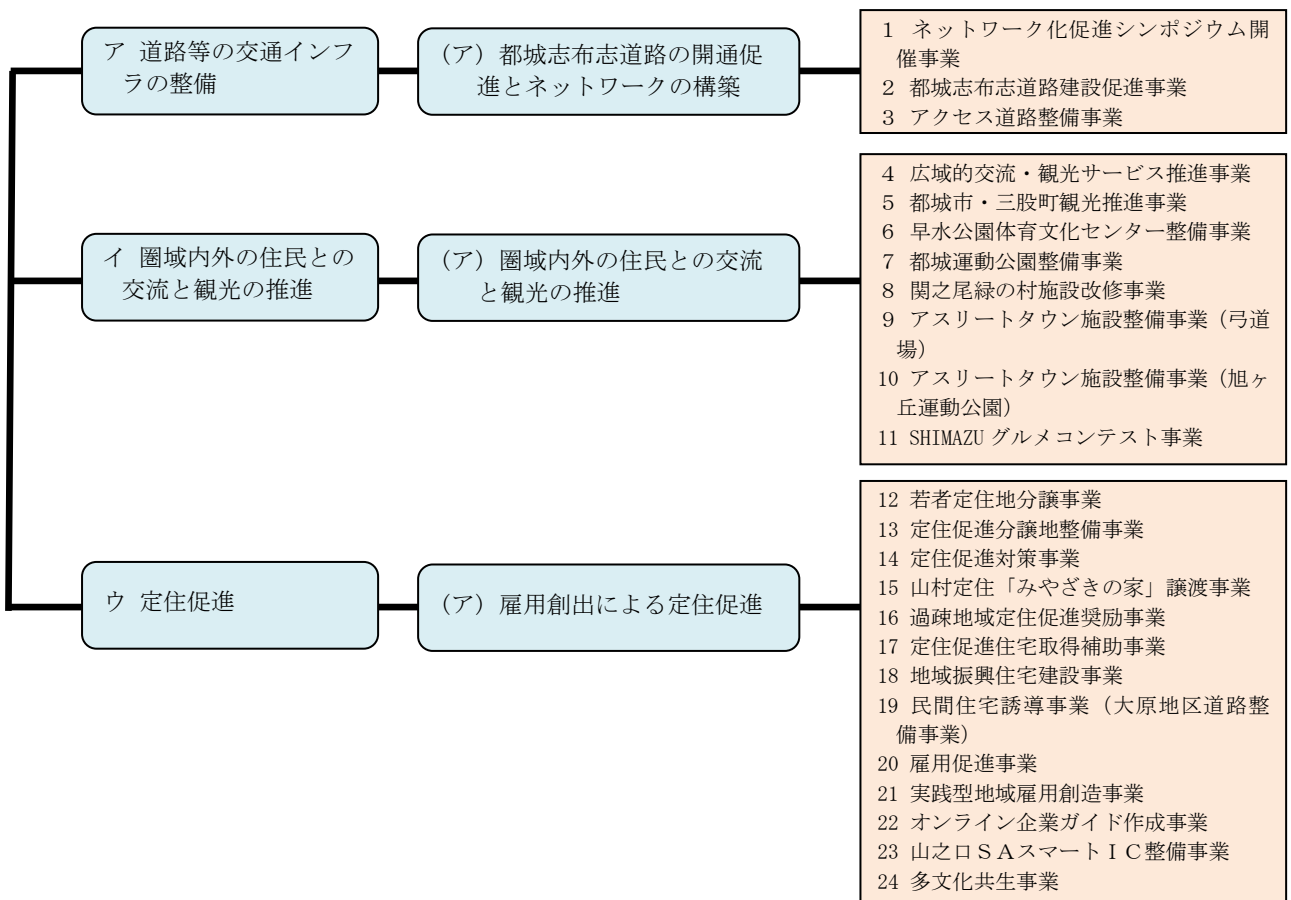 ア 道路等の交通インフ
ラの整備
(ア) 都城志布志道路の開通促
進とネットワークの構築
1 ネットワーク化促進シンポジウム開
催事業
2 都城志布志道路建設促進事業
3 アクセス道路整備事業
イ 圏域内外の住民との
交流と観光の推進
(ア) 圏域内外の住民との交流
と観光の推進
4 広域的交流・観光サービス推進事業
5 都城市・三股町観光推進事業
6 早水公園体育文化センター整備事業
7 都城運動公園整備事業
8 関之尾緑の村施設改修事業
9 アスリートタウン施設整備事業（弓道
場）
10 アスリートタウン施設整備事業（旭ヶ
丘運動公園）
11 SHIMAZU グルメコンテスト事業
ウ 定住促進
(ア) 雇用創出による定住促進
12 若者定住地分譲事業
13 定住促進分譲地整備事業
14 定住促進対策事業
15 山村定住「みやざきの家」譲渡事業
16 過疎地域定住促進奨励事業
17 定住促進住宅取得補助事業
18 地域振興住宅建設事業
19 民間住宅誘導事業（大原地区道路整
備事業）
20 雇用促進事業
21 実践型地域雇用創造事業
22 オンライン企業ガイド作成事業
23 山之口ＳＡスマートＩＣ整備事業
24 多文化共生事業